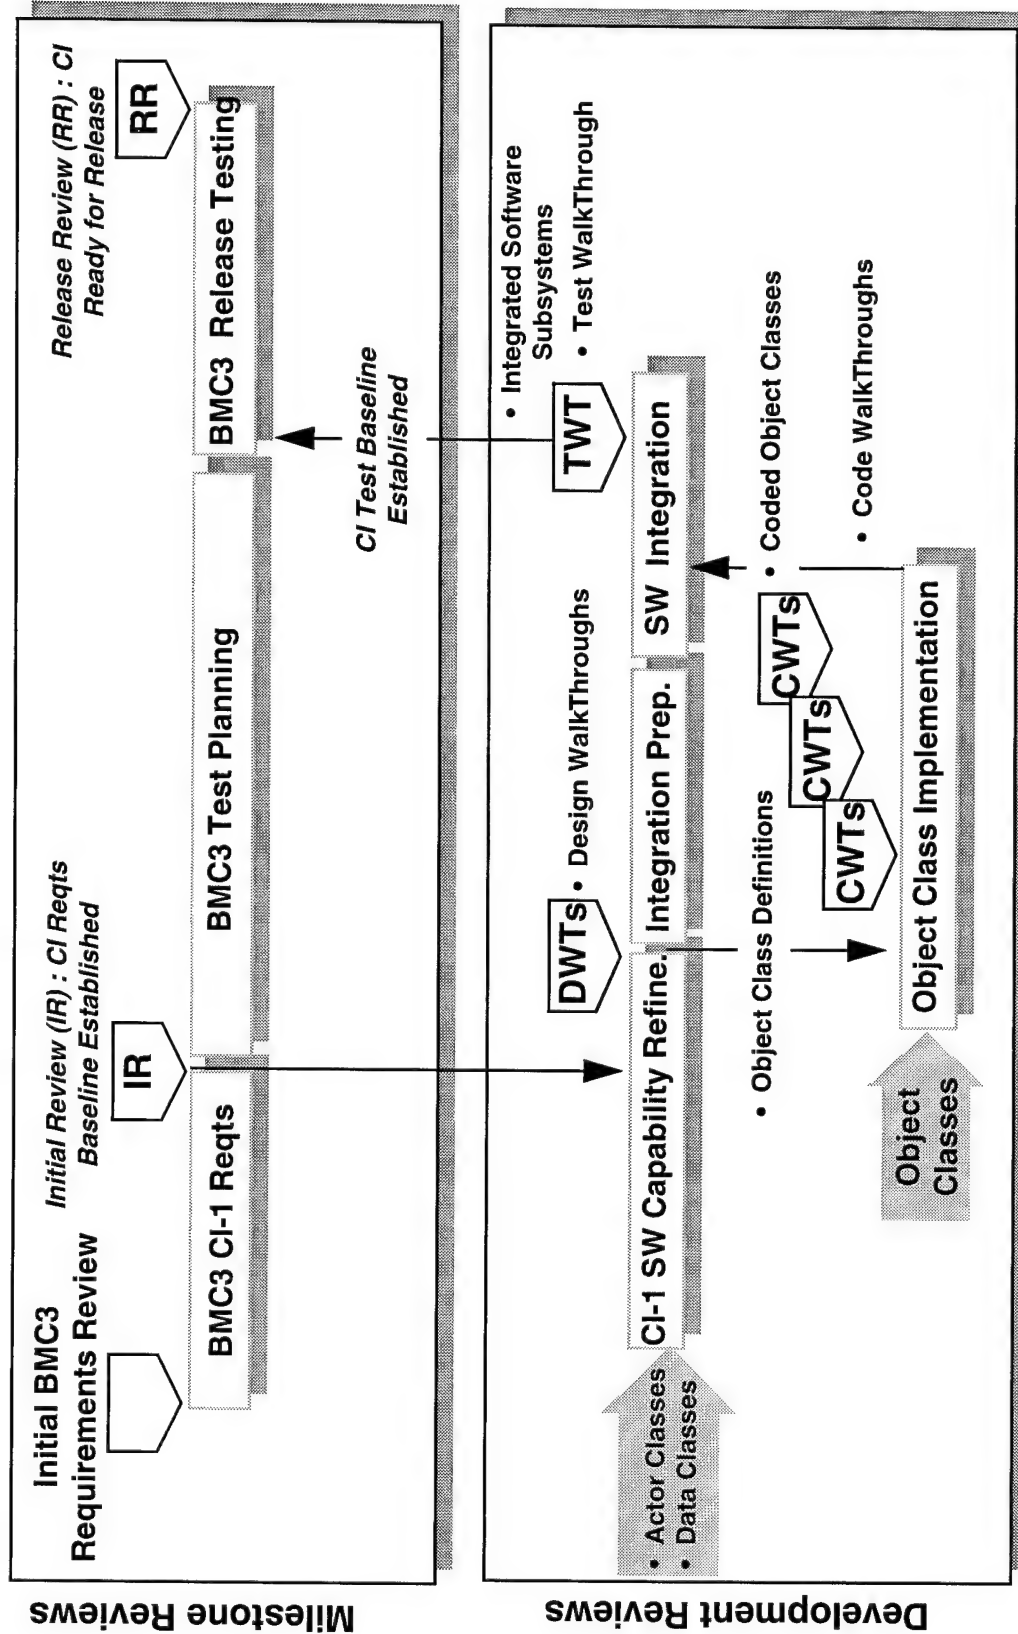 Milestone Reviews
Initial BMC3
Requirements Review
Initial Review (IR) : CI Reqts
Baseline Established
Release Review (RR) : CI
Ready for Release
IR
RR
BMC3 CI-1 Reqts
BMC3 Test Planning
BMC3 Release Testing
CI Test Baseline
Established
Development Reviews
• Integrated Software
Subsystems
• Test WalkThrough
DWTs
• Design WalkThroughs
TWT
• Actor Classes
• Data Classes
CI-1 SW Capability Refine.
Integration Prep.
SW Integration
• Object Class Definitions
• Coded Object Classes
• Code WalkThroughs
CWTs
CWTs
CWTs
Object
Classes
Object Class Implementation